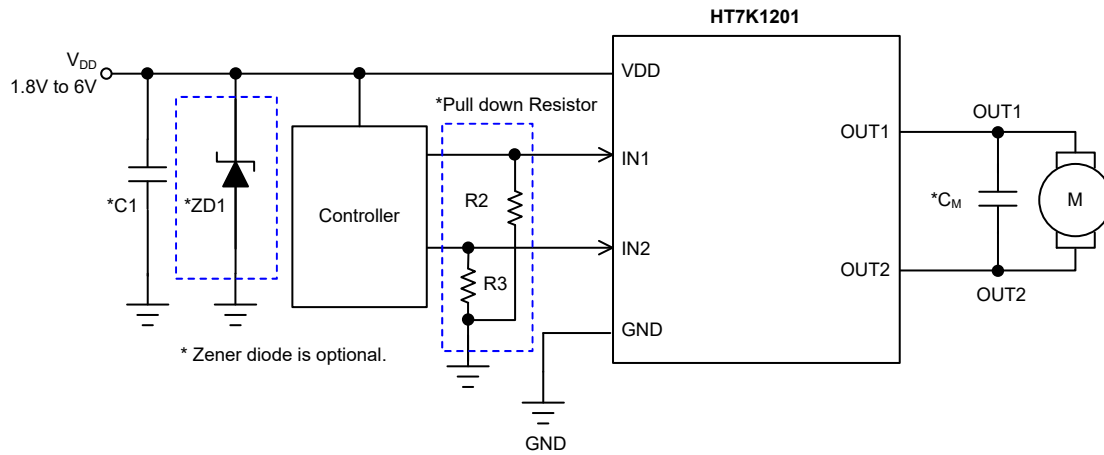 HT7K1201
VDD
1.8V to 6V
VDD
*Pull down Resistor
OUT1
OUT1
IN1
R2
*C1
*ZD1
Controller
*CM
M
IN2
R3
OUT2
OUT2
GND
* Zener diode is optional.
GND